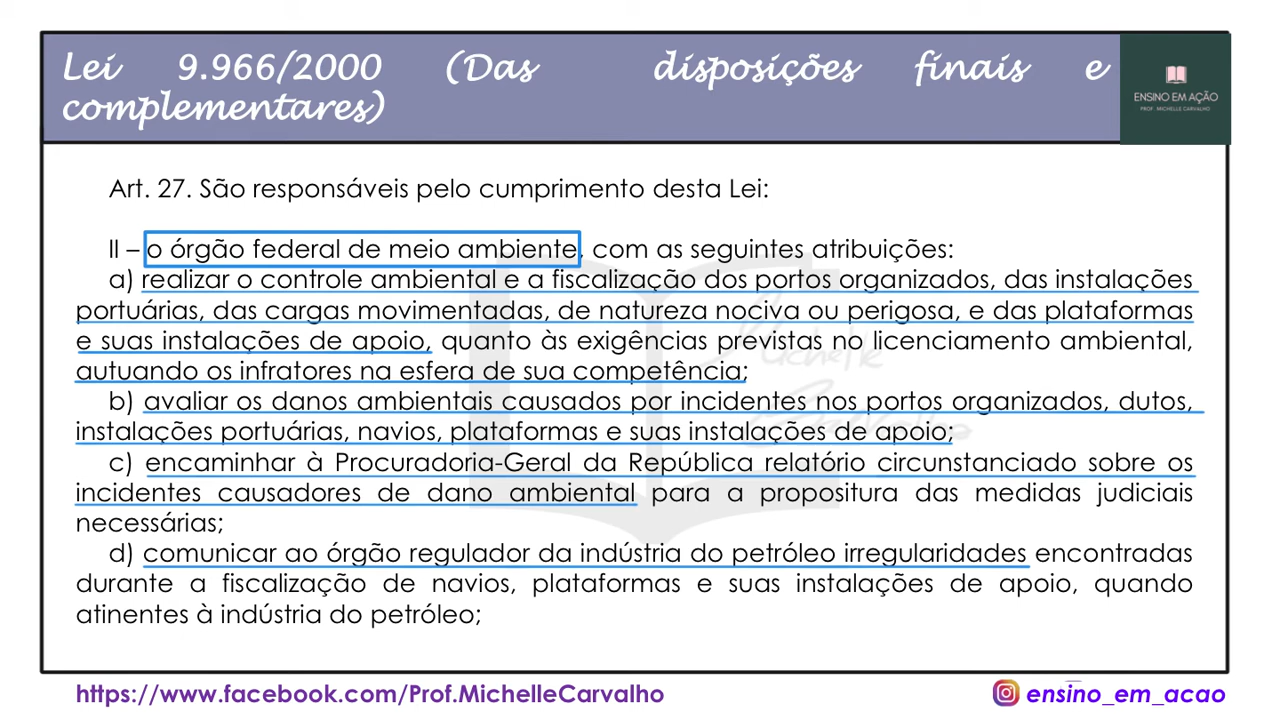 Lei 9.966/2000 (Das disposições finais e
complementares)
ENSINO EM AÇÃO
PROF. MICHELLE CARVALHO
Art. 27. São responsáveis pelo cumprimento desta Lei:
II – o órgão federal de meio ambiente, com as seguintes atribuições:
a) realizar o controle ambiental e a fiscalização dos portos organizados, das instalações
portuárias, das cargas movimentadas, de natureza nociva ou perigosa, e das plataformas
e suas instalações de apoio, quanto às exigências previstas no licenciamento ambiental,
autuando os infratores na esfera de sua competência;
b) avaliar os danos ambientais causados por incidentes nos portos organizados, dutos,
instalações portuárias, navios, plataformas e suas instalações de apoio;
c) encaminhar à Procuradoria-Geral da República relatório circunstanciado sobre os
incidentes causadores de dano ambiental para a propositura das medidas judiciais
necessárias;
d) comunicar ao órgão regulador da indústria do petróleo irregularidades encontradas
durante a fiscalização de navios, plataformas e suas instalações de apoio, quando
atinentes à indústria do petróleo;
Michelle
Carvalho
https://www.facebook.com/Prof.MichelleCarvalho
ensino_em_acao